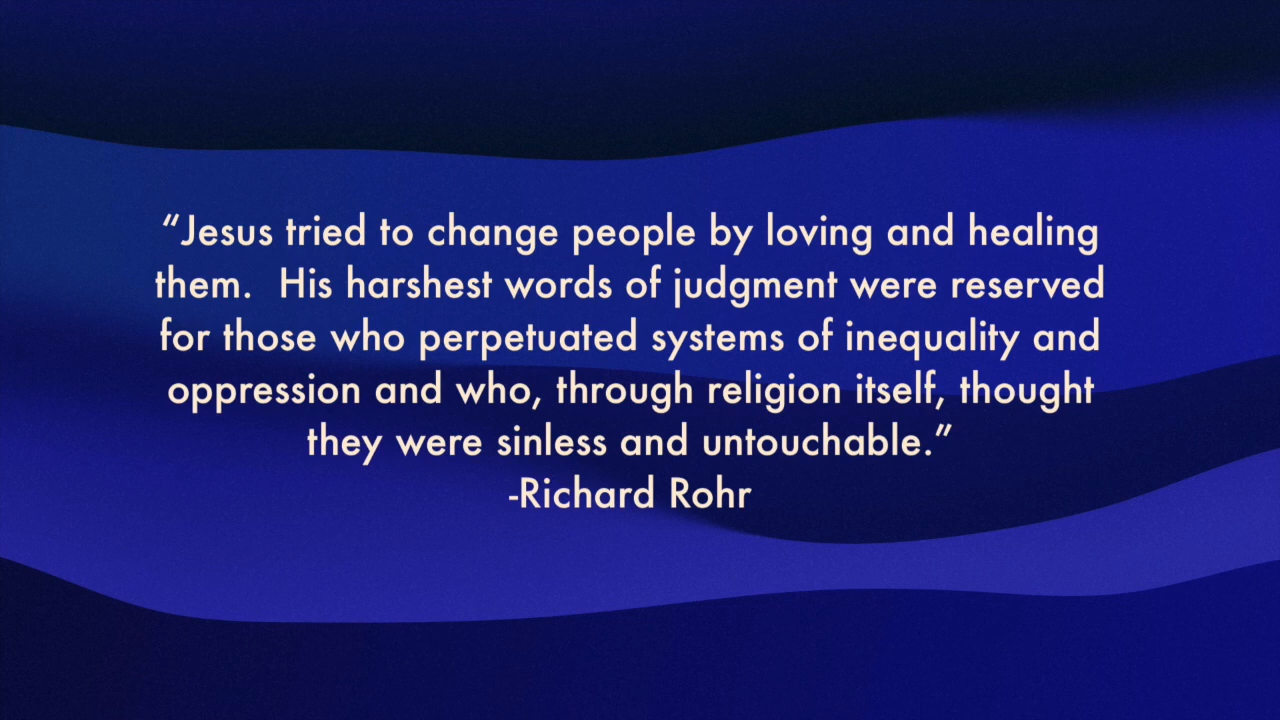 “Jesus tried to change people by loving and healing
them.  His harshest words of judgment were reserved
for those who perpetuated systems of inequality and
oppression and who, through religion itself, thought
they were sinless and untouchable.”
-Richard Rohr